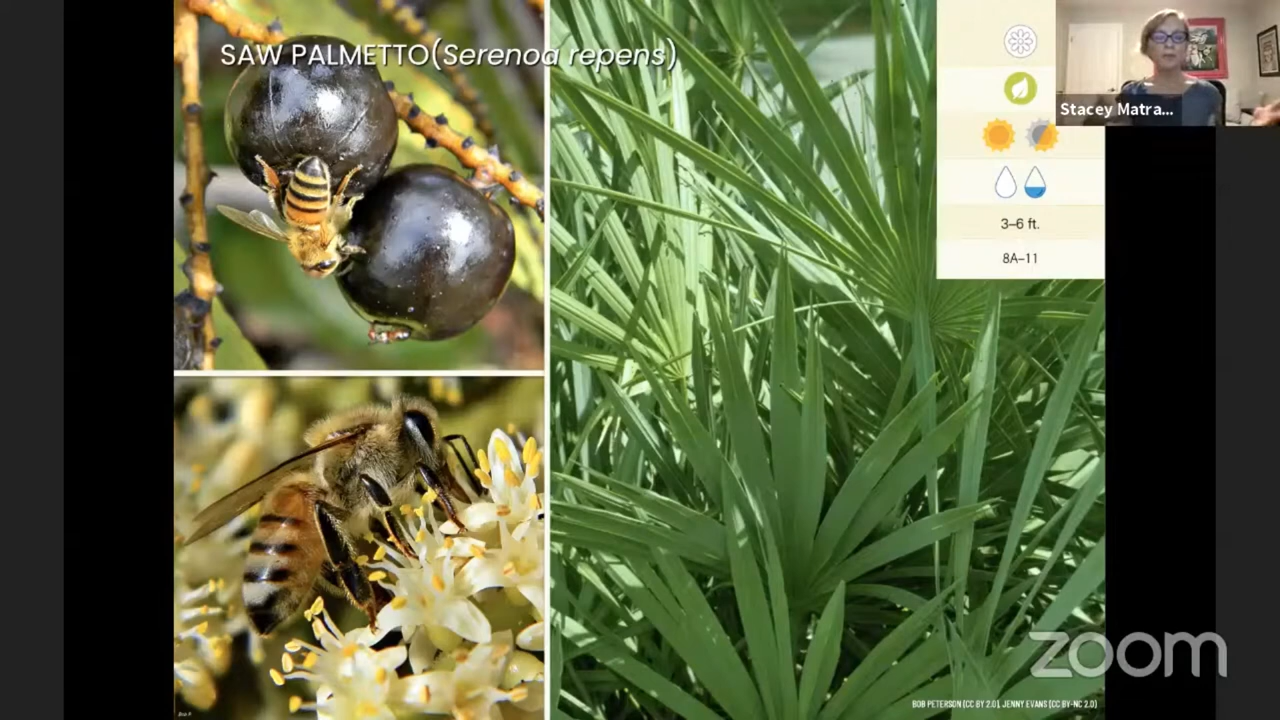 SAW PALMETTO(Serenoa repens)
Stacey Matra...
3–6 ft.
8A–11
zoom
BOB PETERSON (CC BY 2.0), JENNY EVANS (CC BY-NC 2.0)